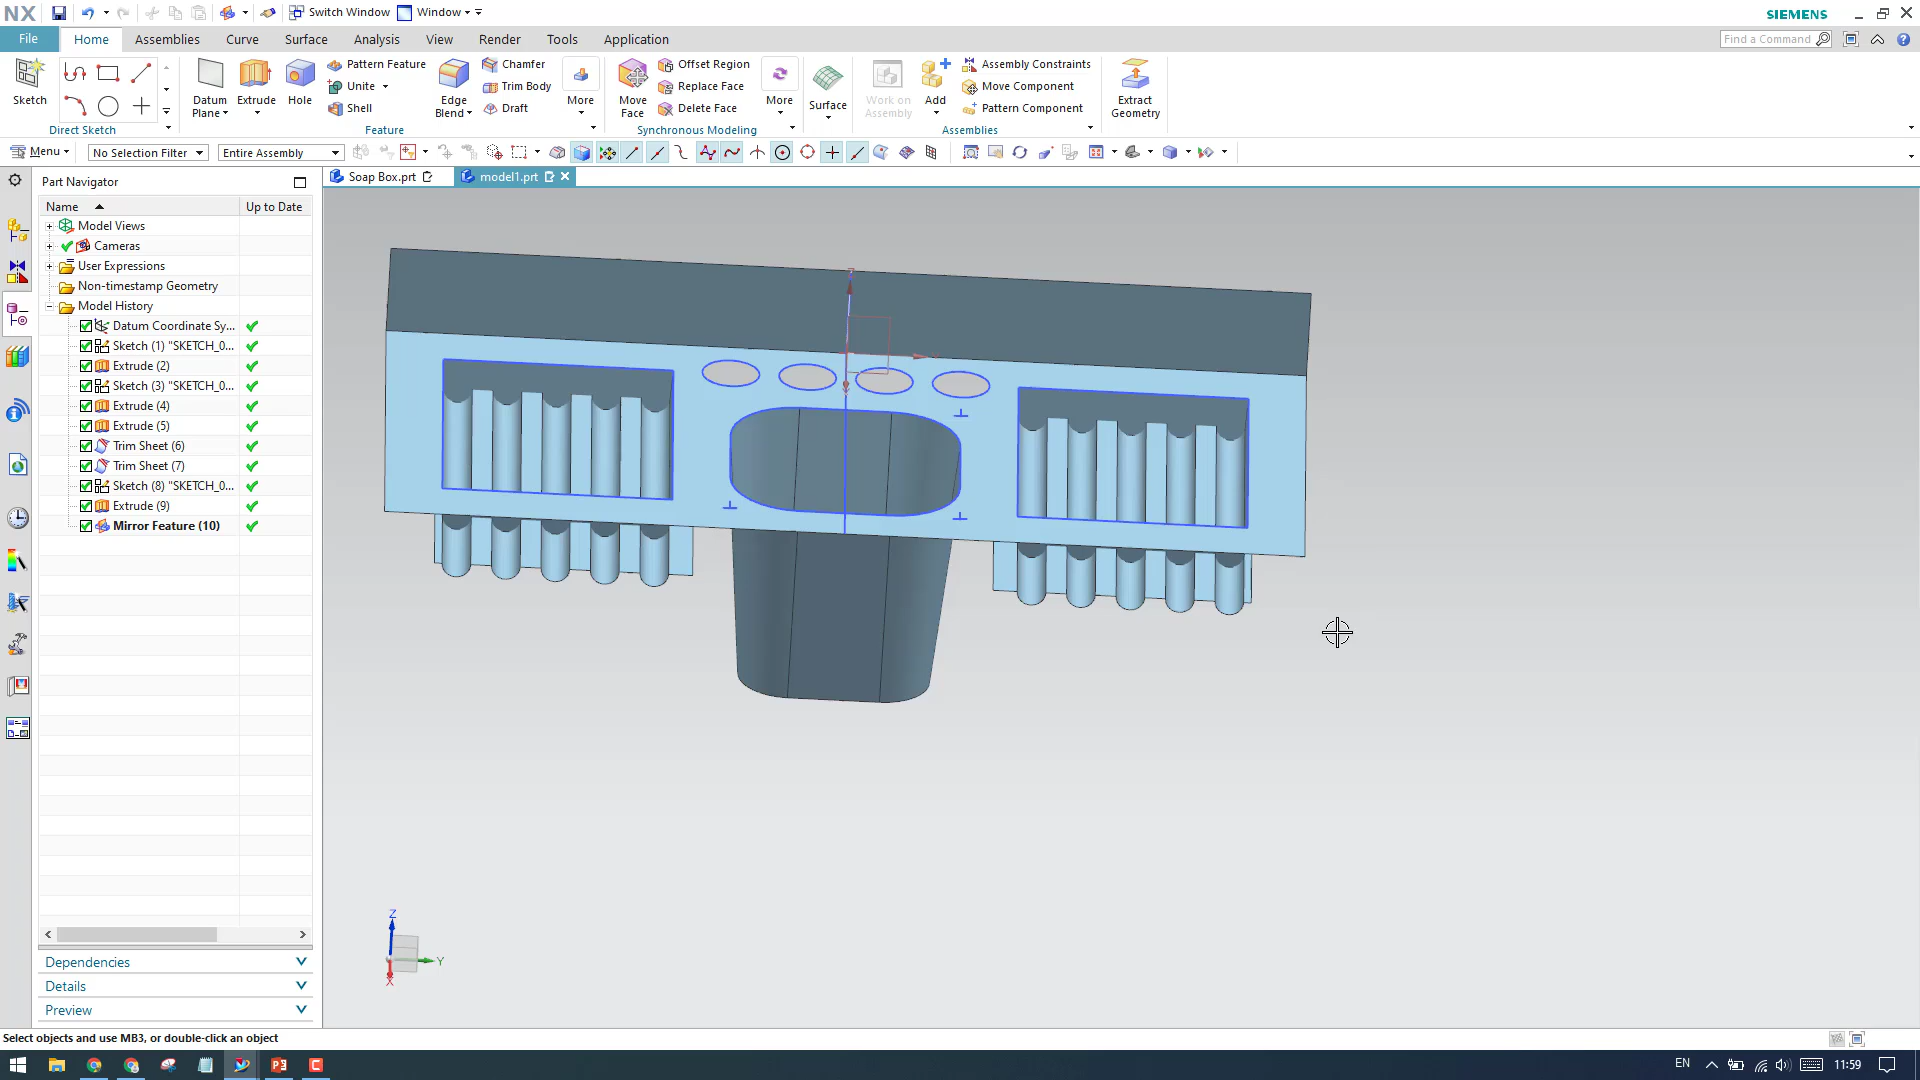 NX
Switch Window
Window
SIEMENS
File
Home
Assemblies
Curve
Surface
Analysis
View
Render
Tools
Application
Find a Command
Sketch
Direct Sketch
Datum
Plane
Extrude
Hole
Pattern Feature
Unite
Shell
Edge
Blend
Chamfer
Trim Body
Draft
More
Feature
Move
Face
Offset Region
Replace Face
Delete Face
More
Synchronous Modeling
Surface
Work on
Assembly
Add
Assembly Constraints
Move Component
Pattern Component
Assemblies
Extract
Geometry
Menu
No Selection Filter
Entire Assembly
Part Navigator
Soap Box.prt
model1.prt
Name
Up to Date
Model Views
Cameras
User Expressions
Non-timestamp Geometry
Model History
Datum Coordinate Sy...
Sketch (1) "SKETCH_0...
Extrude (2)
Sketch (3) "SKETCH_0...
Extrude (4)
Extrude (5)
Trim Sheet (6)
Trim Sheet (7)
Sketch (8) "SKETCH_0...
Extrude (9)
Mirror Feature (10)
Z
Y
X
Dependencies
Details
Preview
Select objects and use MB3, or double-click an object
EN
11:59